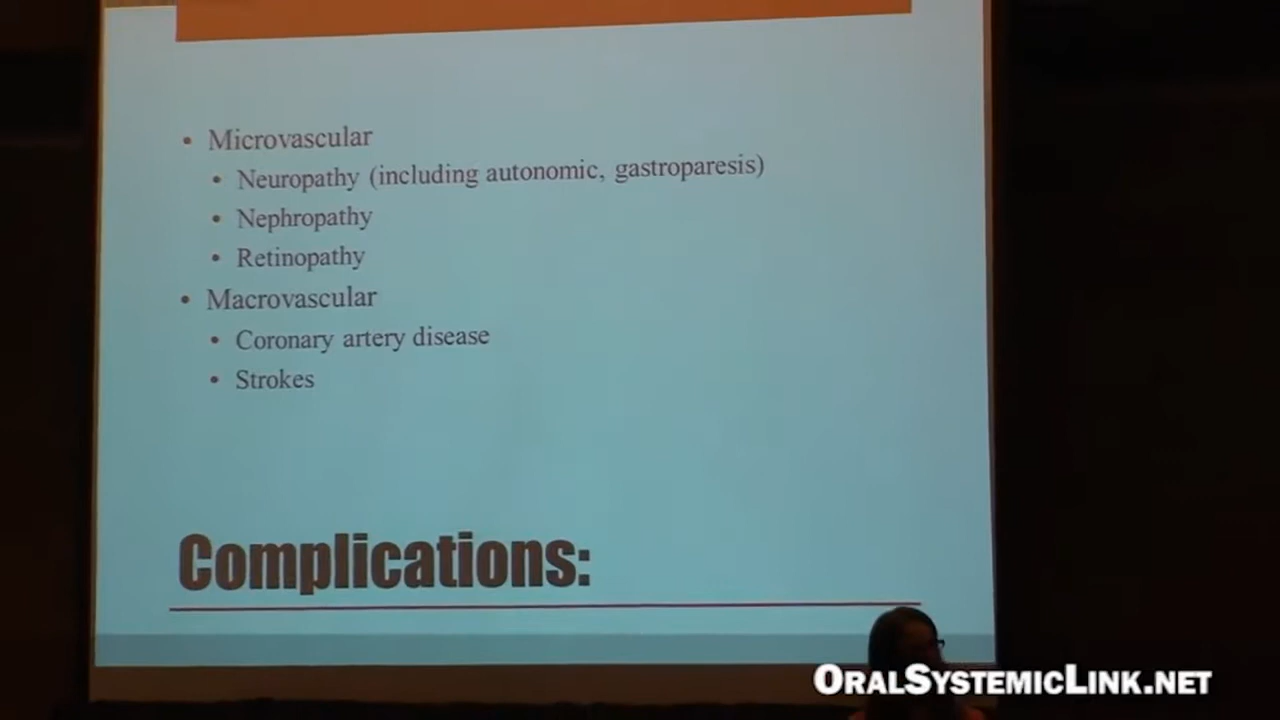 • Microvascular
• Neuropathy (including autonomic, gastroparesis)
• Nephropathy
• Retinopathy
• Macrovascular
• Coronary artery disease
• Strokes
Complications:
ORALSYSTEMICLINK.NET